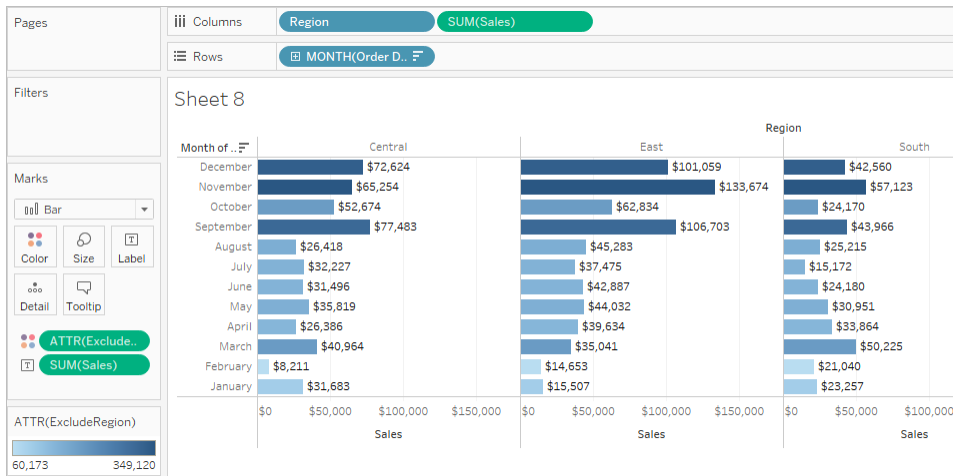 Pages
Columns
Region
SUM(Sales)
Rows
MONTH(Order D..
Filters
Marks
Bar
Color
Size
Label
Detail
Tooltip
ATTR(Exclude..
SUM(Sales)
ATTR(ExcludeRegion)
60,173 349,120
Sheet 8
Region
Month of .. Central East South
December $72,624 $101,059 $42,560
November $65,254 $133,674 $57,123
October $52,674 $62,834 $24,170
September $77,483 $106,703 $43,966
August $26,418 $45,283 $25,215
July $32,227 $37,475 $15,172
June $31,496 $42,887 $24,180
May $35,819 $44,032 $30,951
April $26,386 $39,634 $33,864
March $40,964 $35,041 $50,225
February $8,211 $14,653 $21,040
January $31,683 $15,507 $23,257
$0 $50,000 $100,000 $150,000 $0 $50,000 $100,000 $150,000 $0 $50,000 $100,000
Sales Sales Sales